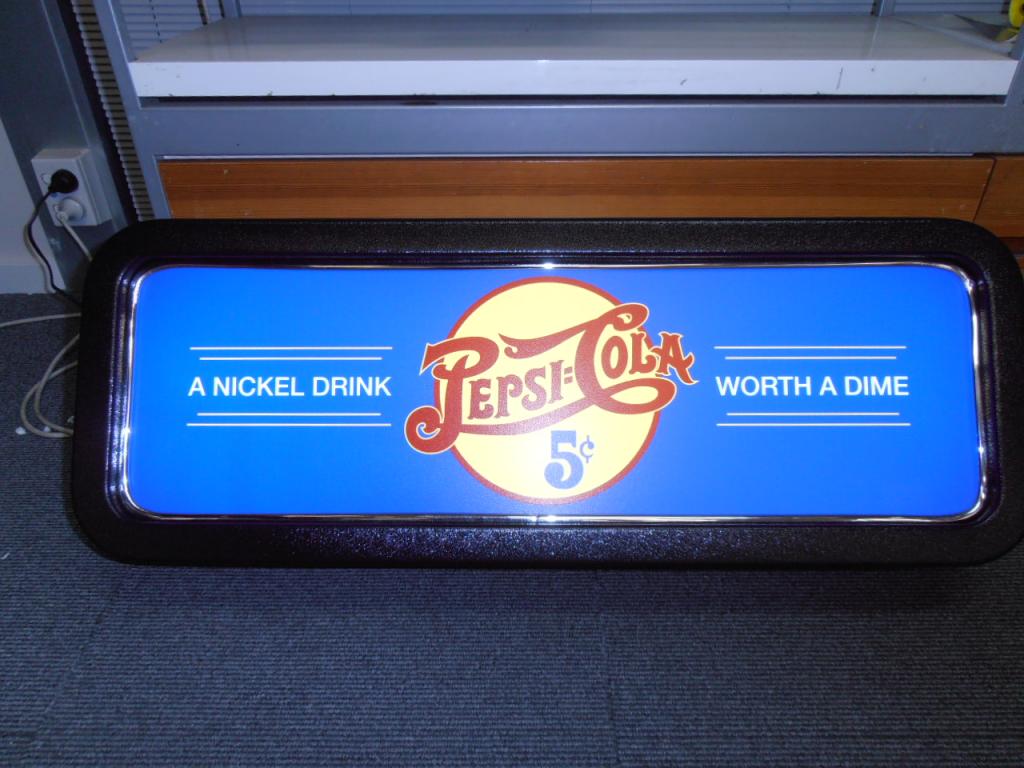 A NICKEL DRINK
PEPSI=COLA
5¢
WORTH A DIME